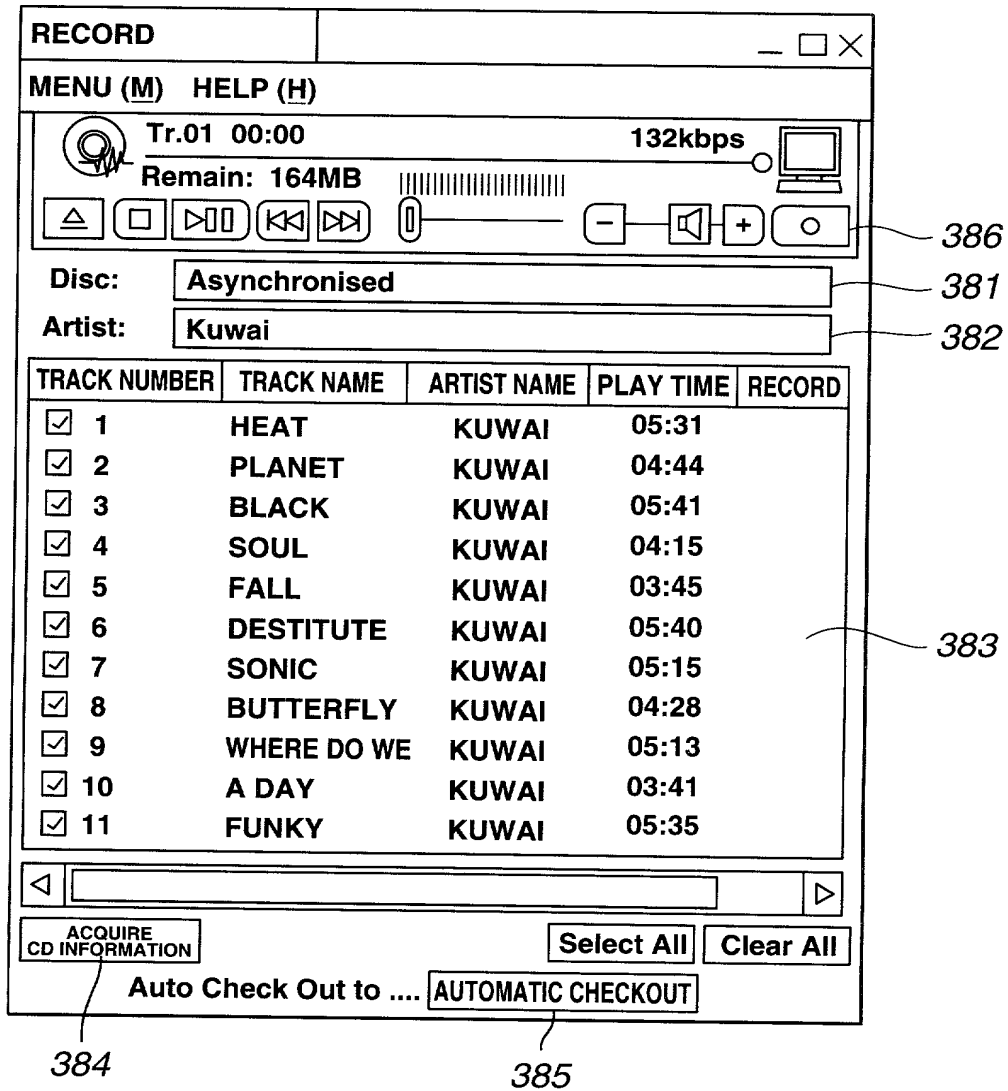 RECORD
MENU (M) HELP (H)
Tr.01 00:00 132kbps
Remain: 164MB
386
Disc: Asynchronised
381
Artist: Kuwai
382
TRACK NUMBER TRACK NAME ARTIST NAME PLAY TIME RECORD
1 HEAT KUWAI 05:31
2 PLANET KUWAI 04:44
3 BLACK KUWAI 05:41
4 SOUL KUWAI 04:15
5 FALL KUWAI 03:45
6 DESTITUTE KUWAI 05:40
383
7 SONIC KUWAI 05:15
8 BUTTERFLY KUWAI 04:28
9 WHERE DO WE KUWAI 05:13
10 A DAY KUWAI 03:41
11 FUNKY KUWAI 05:35
ACQUIRE
CD INFORMATION
Select All Clear All
Auto Check Out to .... AUTOMATIC CHECKOUT
384
385